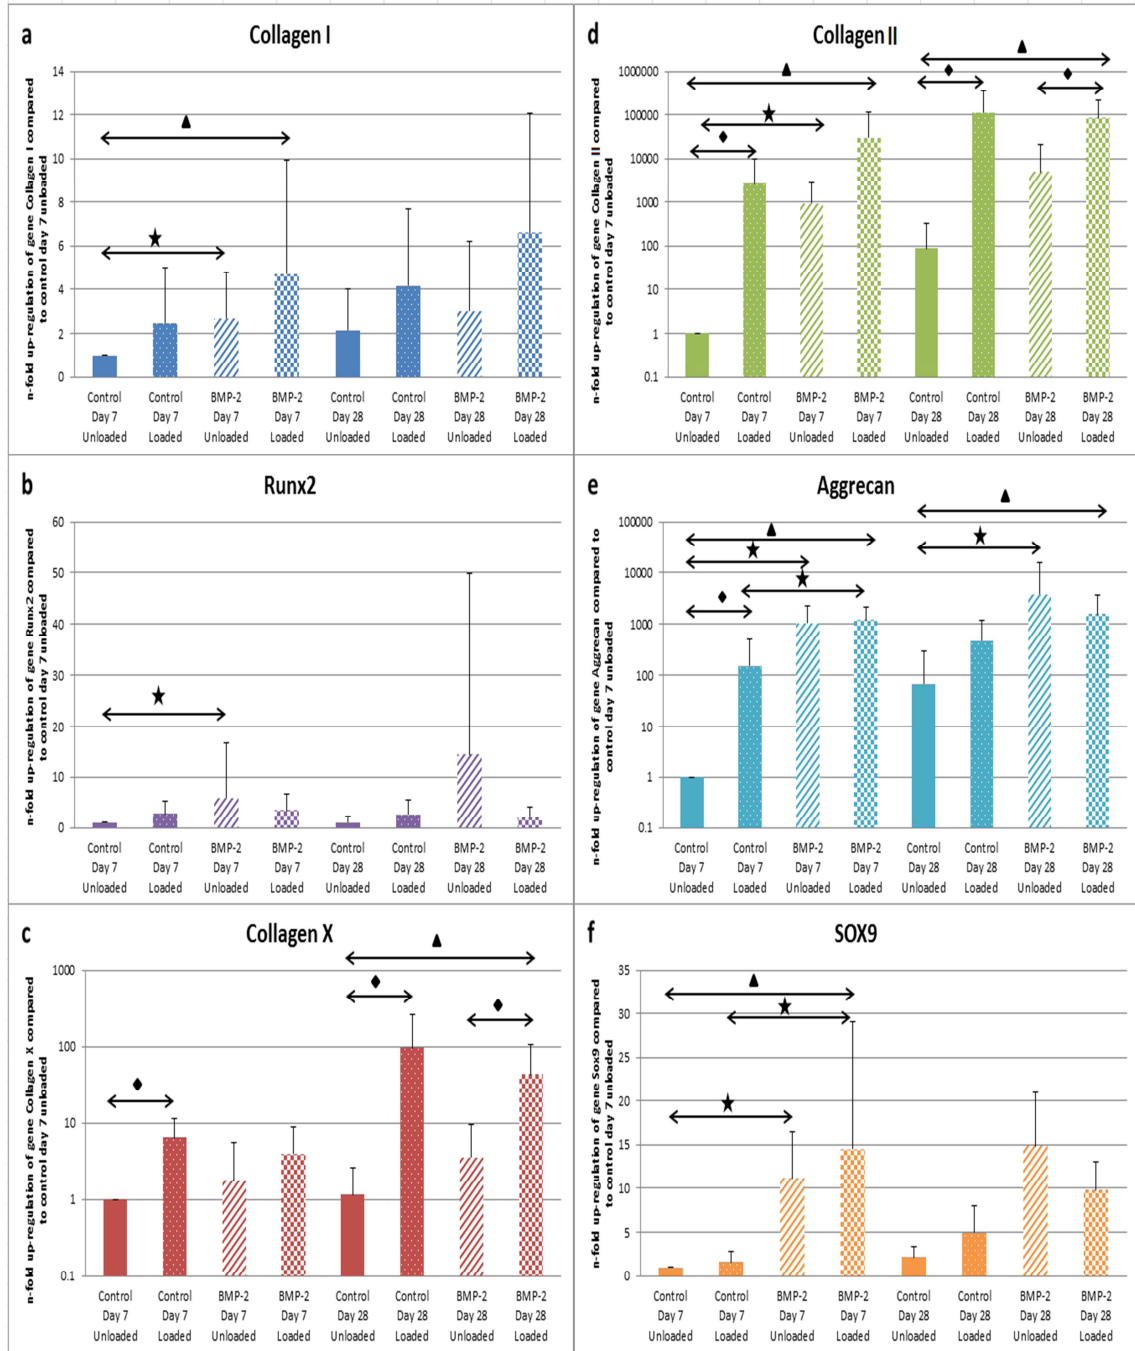 a
Collagen I
n-fold up-regulation of gene Collagen I compared
to control day 7 unloaded
14
12
10
8
6
4
2
0
Control Control BMP-2 BMP-2 Control Control BMP-2 BMP-2
Day 7 Day 7 Day 7 Day 7 Day 28 Day 28 Day 28 Day 28
Unloaded Loaded Unloaded Loaded Unloaded Loaded Unloaded Loaded
d
Collagen II
n-fold up-regulation of gene Collagen II compared
to control day 7 unloaded
1000000
100000
10000
1000
100
10
1
0.1
Control Control BMP-2 BMP-2 Control Control BMP-2 BMP-2
Day 7 Day 7 Day 7 Day 7 Day 28 Day 28 Day 28 Day 28
Unloaded Loaded Unloaded Loaded Unloaded Loaded Unloaded Loaded
b
Runx2
n-fold up-regulation of gene Runx2 compared
to control day 7 unloaded
60
50
40
30
20
10
0
Control Control BMP-2 BMP-2 Control Control BMP-2 BMP-2
Day 7 Day 7 Day 7 Day 7 Day 28 Day 28 Day 28 Day 28
Unloaded Loaded Unloaded Loaded Unloaded Loaded Unloaded Loaded
e
Aggrecan
n-fold up-regulation of gene Aggrecan compared to
control day 7 unloaded
100000
10000
1000
100
10
1
0.1
Control Control BMP-2 BMP-2 Control Control BMP-2 BMP-2
Day 7 Day 7 Day 7 Day 7 Day 28 Day 28 Day 28 Day 28
Unloaded Loaded Unloaded Loaded Unloaded Loaded Unloaded Loaded
c
Collagen X
n-fold up-regulation of gene Collagen X compared
to control day 7 unloaded
1000
100
10
1
0.1
Control Control BMP-2 BMP-2 Control Control BMP-2 BMP-2
Day 7 Day 7 Day 7 Day 7 Day 28 Day 28 Day 28 Day 28
Unloaded Loaded Unloaded Loaded Unloaded Loaded Unloaded Loaded
f
SOX9
n-fold up-regulation of gene Sox9 compared
to control day 7 unloaded
35
30
25
20
15
10
5
0
Control Control BMP-2 BMP-2 Control Control BMP-2 BMP-2
Day 7 Day 7 Day 7 Day 7 Day 28 Day 28 Day 28 Day 28
Unloaded Loaded Unloaded Loaded Unloaded Loaded Unloaded Loaded